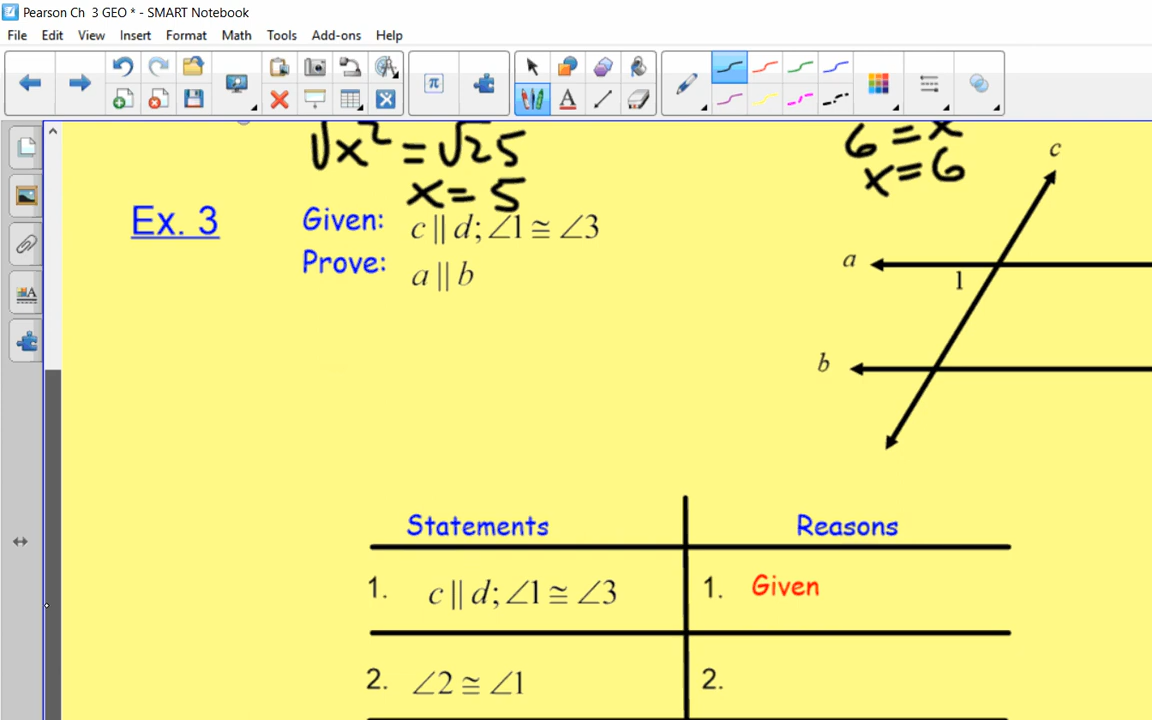 Pearson Ch 3 GEO * - SMART Notebook
File Edit View Insert Format Math Tools Add-ons Help
π
A
√x² = √25
x = 5
6 = x
x = 6
Ex. 3
Given: c || d; ∠1 ≅ ∠3
Prove: a || b
c
a
1
b
Statements Reasons
1. c || d; ∠1 ≅ ∠3 1. Given
2. ∠2 ≅ ∠1 2.